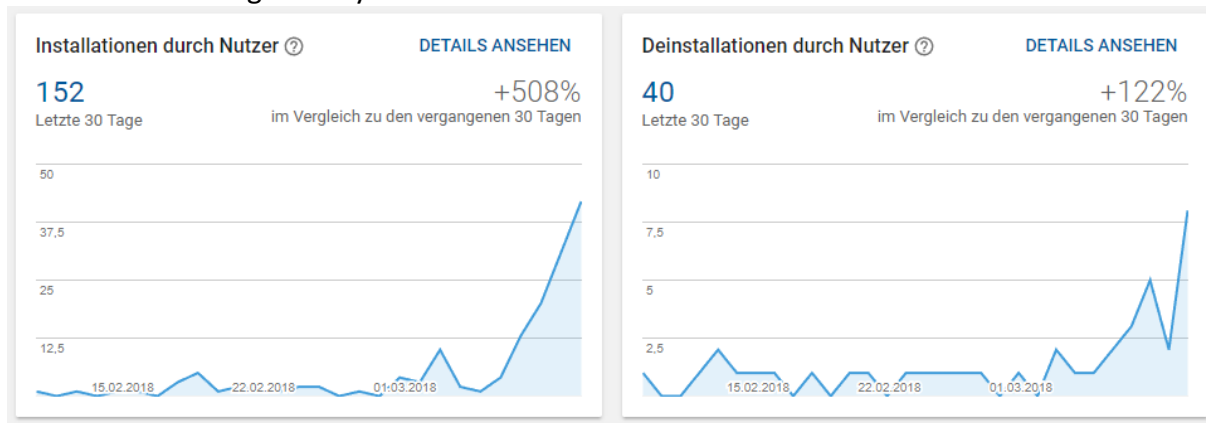 Installationen durch Nutzer ? DETAILS ANSEHEN
152 +508%
Letzte 30 Tage im Vergleich zu den vergangenen 30 Tagen
50
37,5
25
12,5
15.02.2018 22.02.2018 01.03.2018
Deinstallationen durch Nutzer ? DETAILS ANSEHEN
40 +122%
Letzte 30 Tage im Vergleich zu den vergangenen 30 Tagen
10
7,5
5
2,5
15.02.2018 22.02.2018 01.03.2018